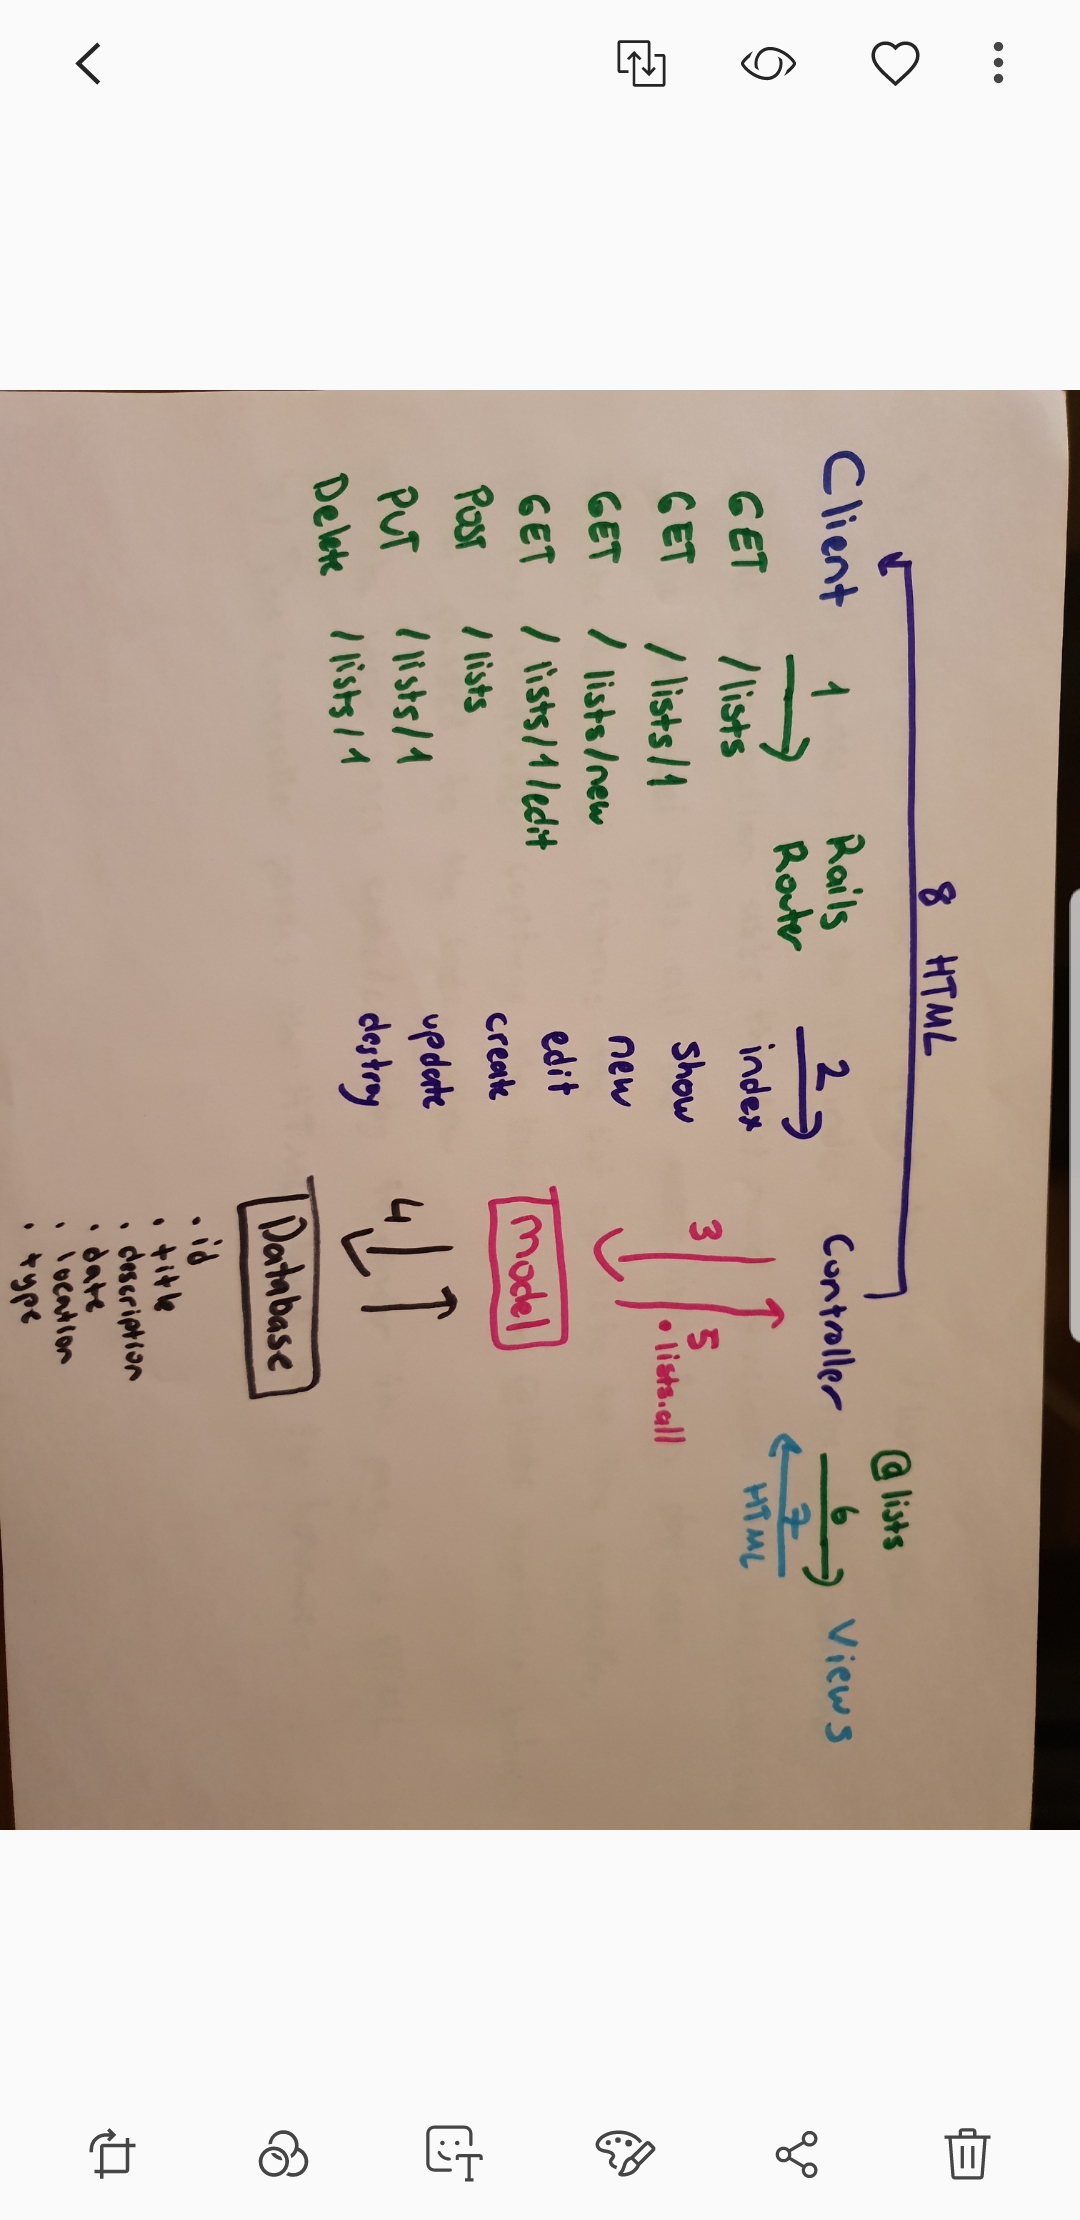 8 HTML
@lists
Client
1
Rails
Router
2
Controller
6
7
HTML
Views
GET /lists index
GET /lists/1 show
GET /lists/new new
GET /lists/1/edit edit
POST /lists create
PUT /lists/1 update
Delete /lists/1 destroy
3
5
• lists.all
Model
4
Database
• id
• title
• description
• date
• location
• type